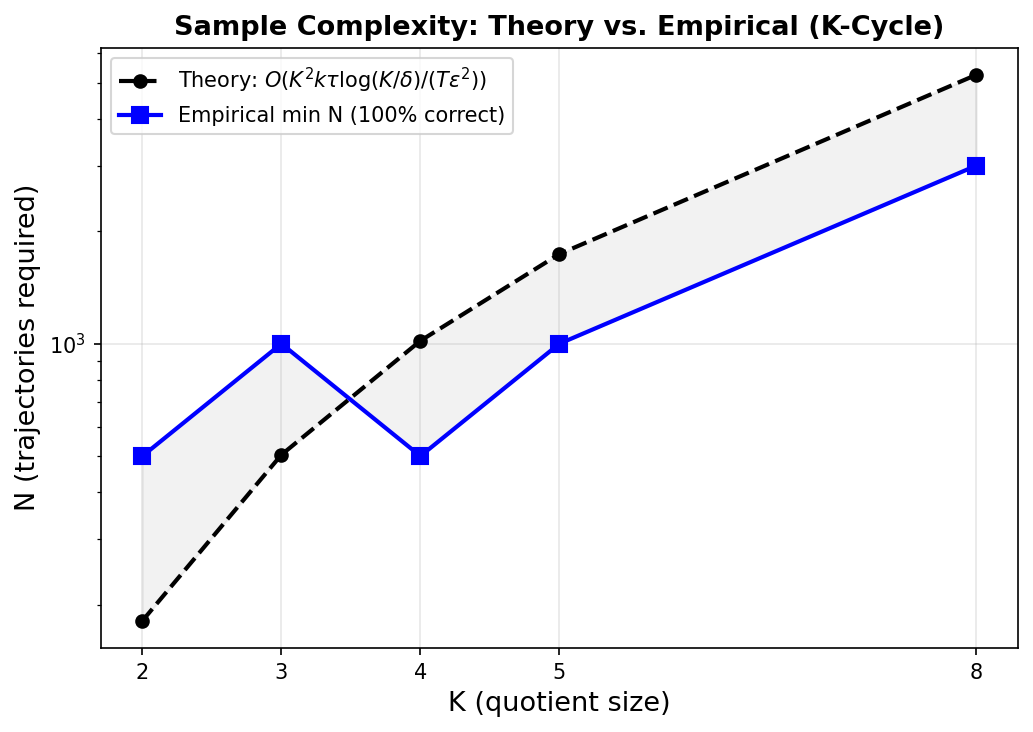 Sample Complexity: Theory vs. Empirical (K-Cycle)
Theory: O(K²kτlog(K/δ)/(Tε²))
Empirical min N (100% correct)
N (trajectories required)
10³
2 3 4 5 8
K (quotient size)